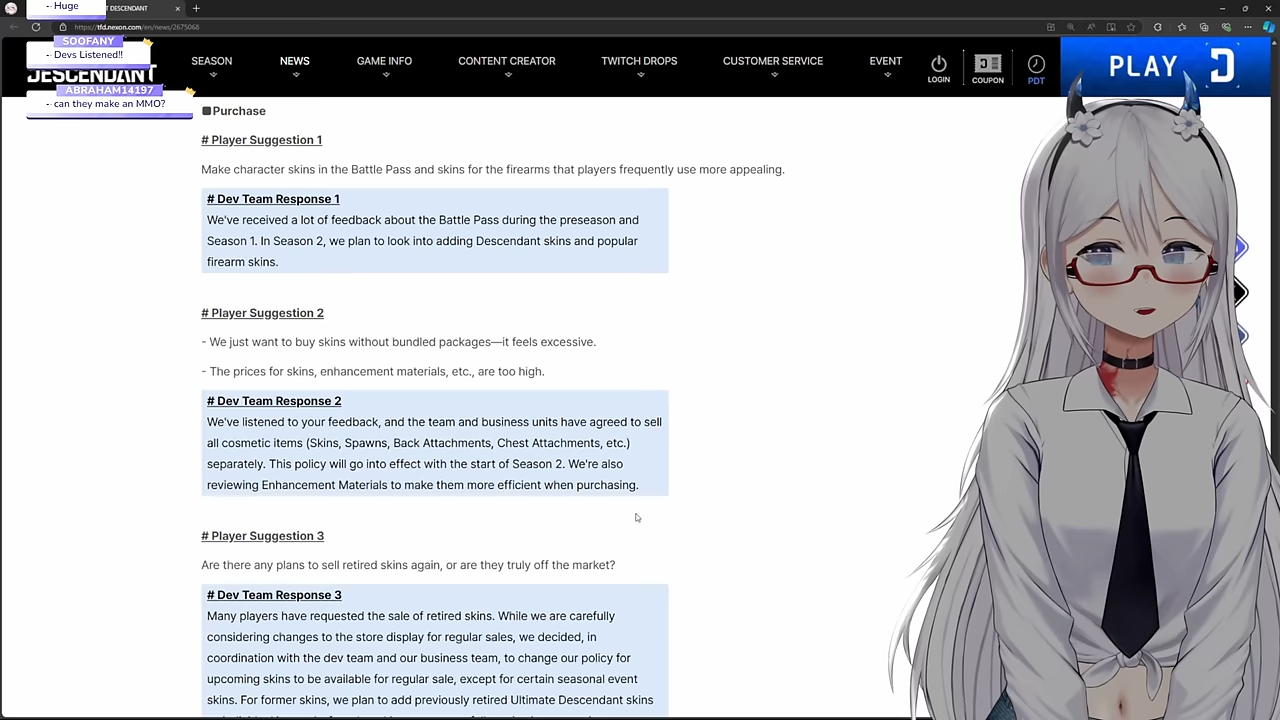 -- Huge
T DESCENDANT
https://tfd.nexon.com/en/news/2675068
SOOFANY
-- Devs Listened!!
DESCENDANT
ABRAHAM14197
-- can they make an MMO?
SEASON
NEWS
GAME INFO
CONTENT CREATOR
TWITCH DROPS
CUSTOMER SERVICE
EVENT
LOGIN
COUPON
PDT
PLAY
Purchase
# Player Suggestion 1
Make character skins in the Battle Pass and skins for the firearms that players frequently use more appealing.
# Dev Team Response 1
We've received a lot of feedback about the Battle Pass during the preseason and
Season 1. In Season 2, we plan to look into adding Descendant skins and popular
firearm skins.
# Player Suggestion 2
- We just want to buy skins without bundled packages—it feels excessive.
- The prices for skins, enhancement materials, etc., are too high.
# Dev Team Response 2
We've listened to your feedback, and the team and business units have agreed to sell
all cosmetic items (Skins, Spawns, Back Attachments, Chest Attachments, etc.)
separately. This policy will go into effect with the start of Season 2. We're also
reviewing Enhancement Materials to make them more efficient when purchasing.
# Player Suggestion 3
Are there any plans to sell retired skins again, or are they truly off the market?
# Dev Team Response 3
Many players have requested the sale of retired skins. While we are carefully
considering changes to the store display for regular sales, we decided, in
coordination with the dev team and our business team, to change our policy for
upcoming skins to be available for regular sale, except for certain seasonal event
skins. For former skins, we plan to add previously retired Ultimate Descendant skins